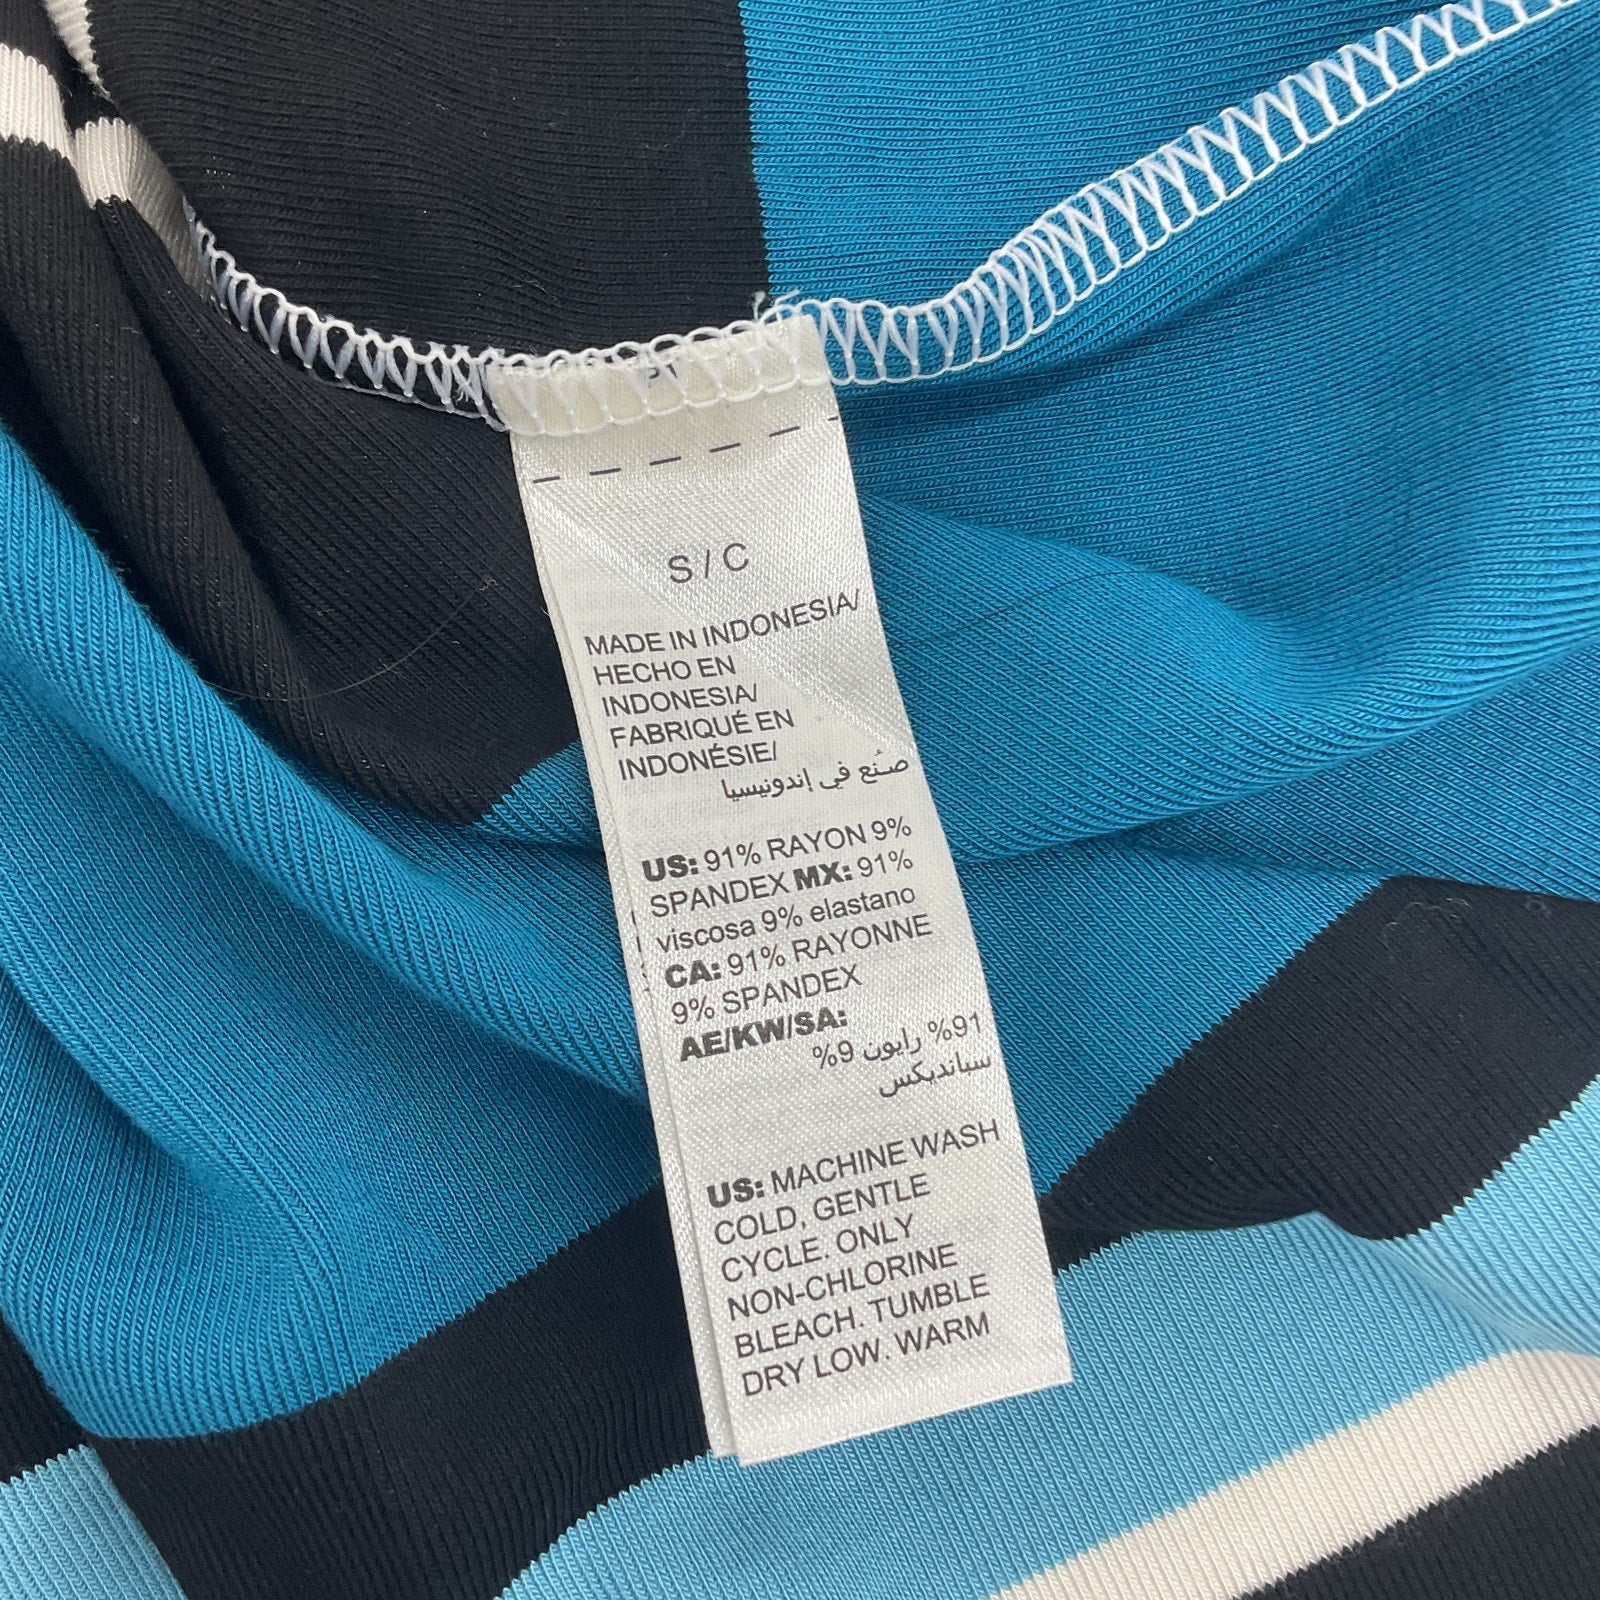 S / C
MADE IN INDONESIA/
HECHO EN
INDONESIA/
FABRIQUÉ EN
INDONÉSIE/
صُنع في إندونيسيا
US: 91% RAYON 9%
SPANDEX MX: 91%
viscosa 9% elastano
CA: 91% RAYONNE
9% SPANDEX
AE/KW/SA:
91% رايون 9%
سباندیکس
US: MACHINE WASH
COLD, GENTLE
CYCLE. ONLY
NON-CHLORINE
BLEACH. TUMBLE
DRY LOW. WARM